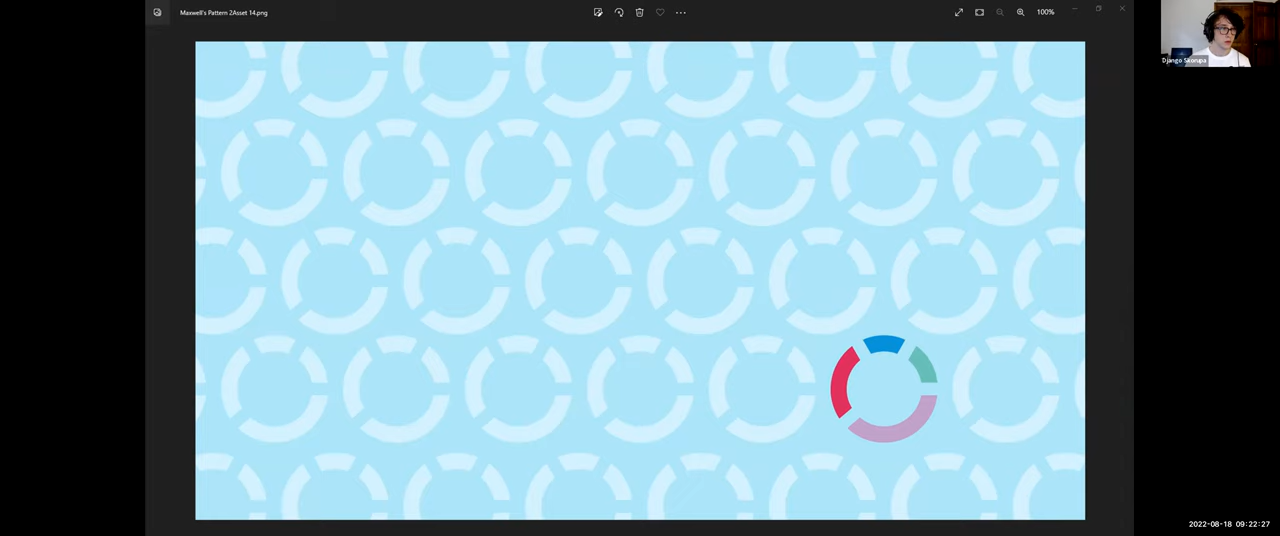 Maxwell's Pattern 2Asset 14.png
100%
Django Skorupa
2022-08-18 09:22:27